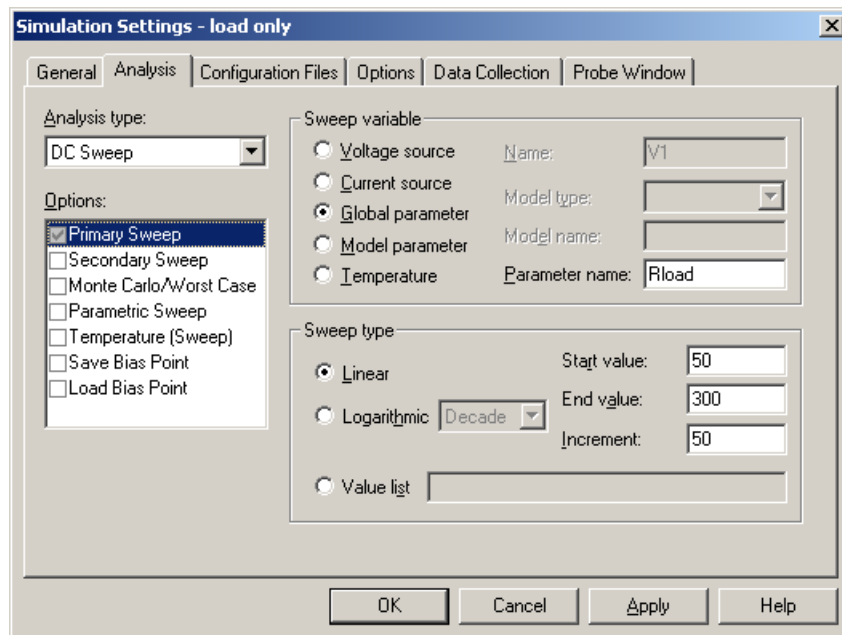 Simulation Settings - load only
General Analysis Configuration Files Options Data Collection Probe Window
Analysis type:
DC Sweep
Options:
Primary Sweep
Secondary Sweep
Monte Carlo/Worst Case
Parametric Sweep
Temperature (Sweep)
Save Bias Point
Load Bias Point
Sweep variable
Voltage source
Current source
Global parameter
Model parameter
Temperature
Name: V1
Model type:
Model name:
Parameter name: Rload
Sweep type
Linear
Logarithmic Decade
Value list
Start value: 50
End value: 300
Increment: 50
OK Cancel Apply Help